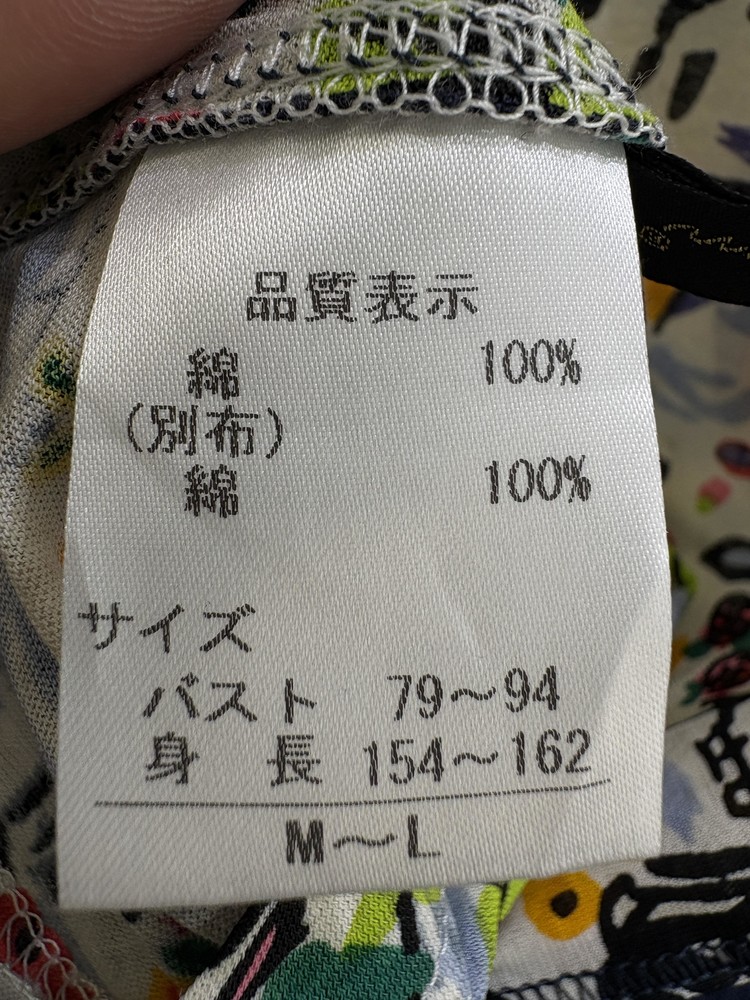 品質表示
綿 100%
(別布)
綿 100%
サイズ
バスト 79～94
身 長 154～162
M～L